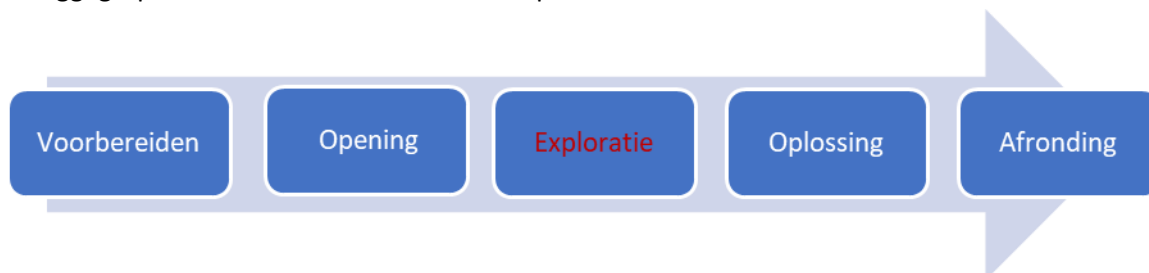 Voorbereiden
Opening
Exploratie
Oplossing
Afronding